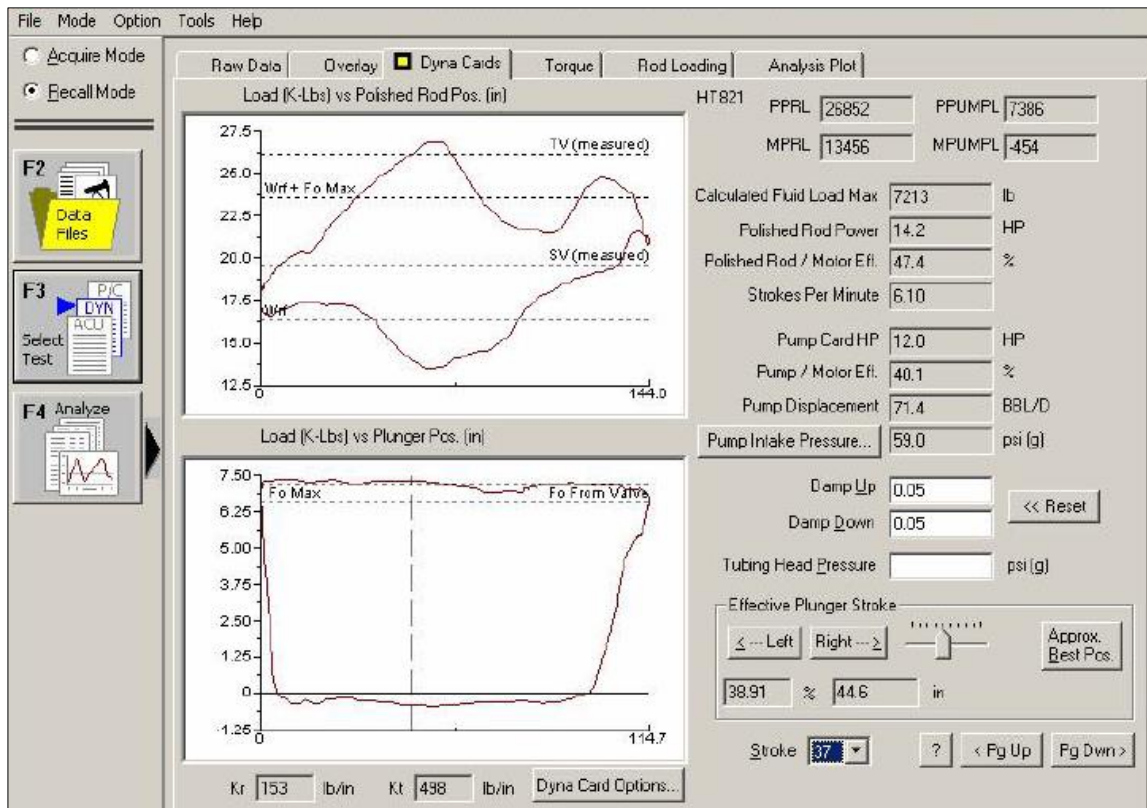 File Mode Option Tools Help
Acquire Mode
Recall Mode
F2
Data
Files
F3
P/C
DYN
ACU
Select
Test
F4 Analyze
Raw Data Overlay Dyna Cards Torque Rod Loading Analysis Plot
Load (K-Lbs) vs Polished Rod Pos. (in)
27.5
TV (measured)
25.0
Wrf + Fo Max
22.5
20.0
SV (measured)
17.5
Wrf
15.0
12.5
0 144.0
Load (K-Lbs) vs Plunger Pos. (in)
7.50
Fo Max Fo From Valve
6.25
5.00
3.75
2.50
1.25
0
-1.25
0 114.7
Kr 153 lb/in Kt 498 lb/in Dyna Card Options...
HT821 PPRL 26852 PPUMPL 7386
MPRL 13456 MPUMPL -454
Calculated Fluid Load Max 7213 lb
Polished Rod Power 14.2 HP
Polished Rod / Motor Eff. 47.4 %
Strokes Per Minute 6.10
Pump Card HP 12.0 HP
Pump / Motor Eff. 40.1 %
Pump Displacement 71.4 BBL/D
Pump Intake Pressure... 59.0 psi (g)
Damp Up 0.05
<< Reset
Damp Down 0.05
Tubing Head Pressure psi (g)
Effective Plunger Stroke
< --- Left Right --- >
Approx.
Best Pos.
38.91 % 44.6 in
Stroke 37 ? < Pg Up Pg Dwn >